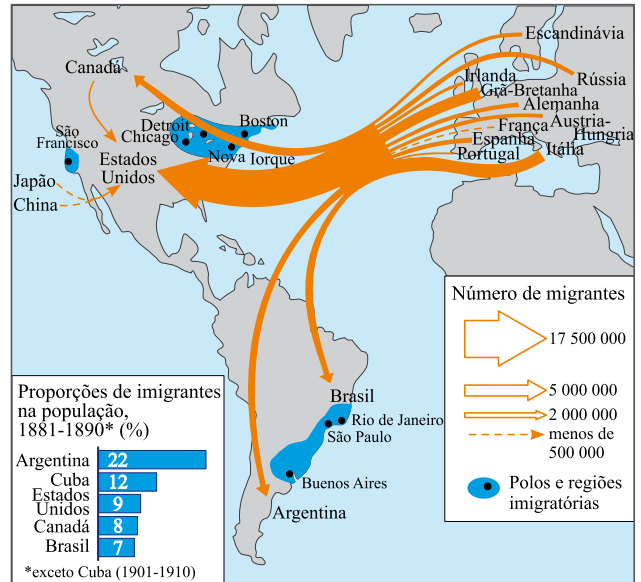 Escandinávia
Canadá
Irlanda
Rússia
Grã-Bretanha
Alemanha
Detroit
Boston
Chicago
França
Áustria-
Hungria
São
Francisco
Nova Iorque
Espanha
Portugal
Itália
Estados
Unidos
Japão
China
Número de migrantes
17 500 000
5 000 000
2 000 000
menos de
500 000
Polos e regiões
imigratórias
Brasil
Rio de Janeiro
São Paulo
Buenos Aires
Argentina
Proporções de imigrantes
na população,
1881-1890* (%)
Argentina 22
Cuba 12
Estados
Unidos 9
Canadá 8
Brasil 7
*exceto Cuba (1901-1910)